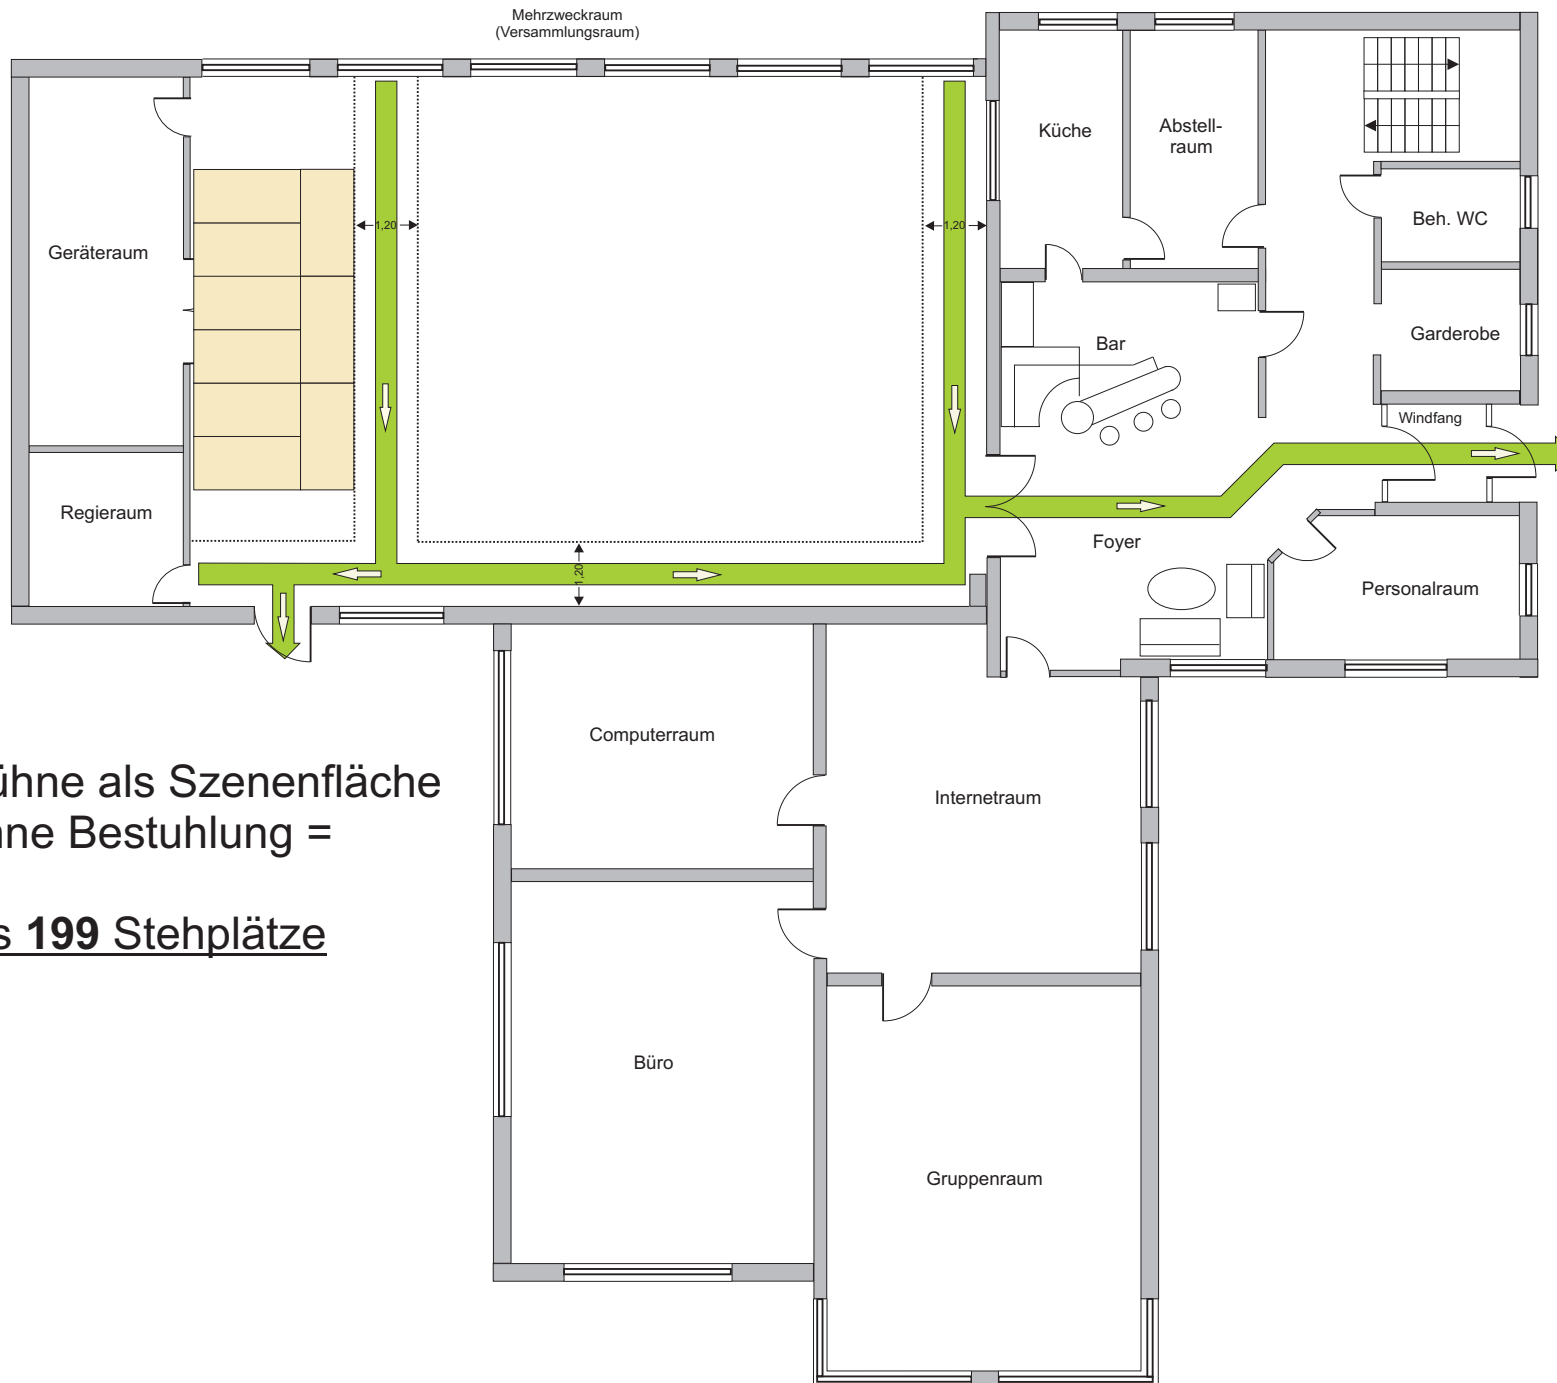 Mehrzweckraum
(Versammlungsraum)
Küche
Abstell-
raum
Beh. WC
Geräteraum
1,20
1,20
Garderobe
Bar
Windfang
Regieraum
Foyer
1,20
Personalraum
Computerraum
ühne als Szenenfläche
Internetraum
nne Bestuhlung =
s 199 Stehplätze
Büro
Gruppenraum